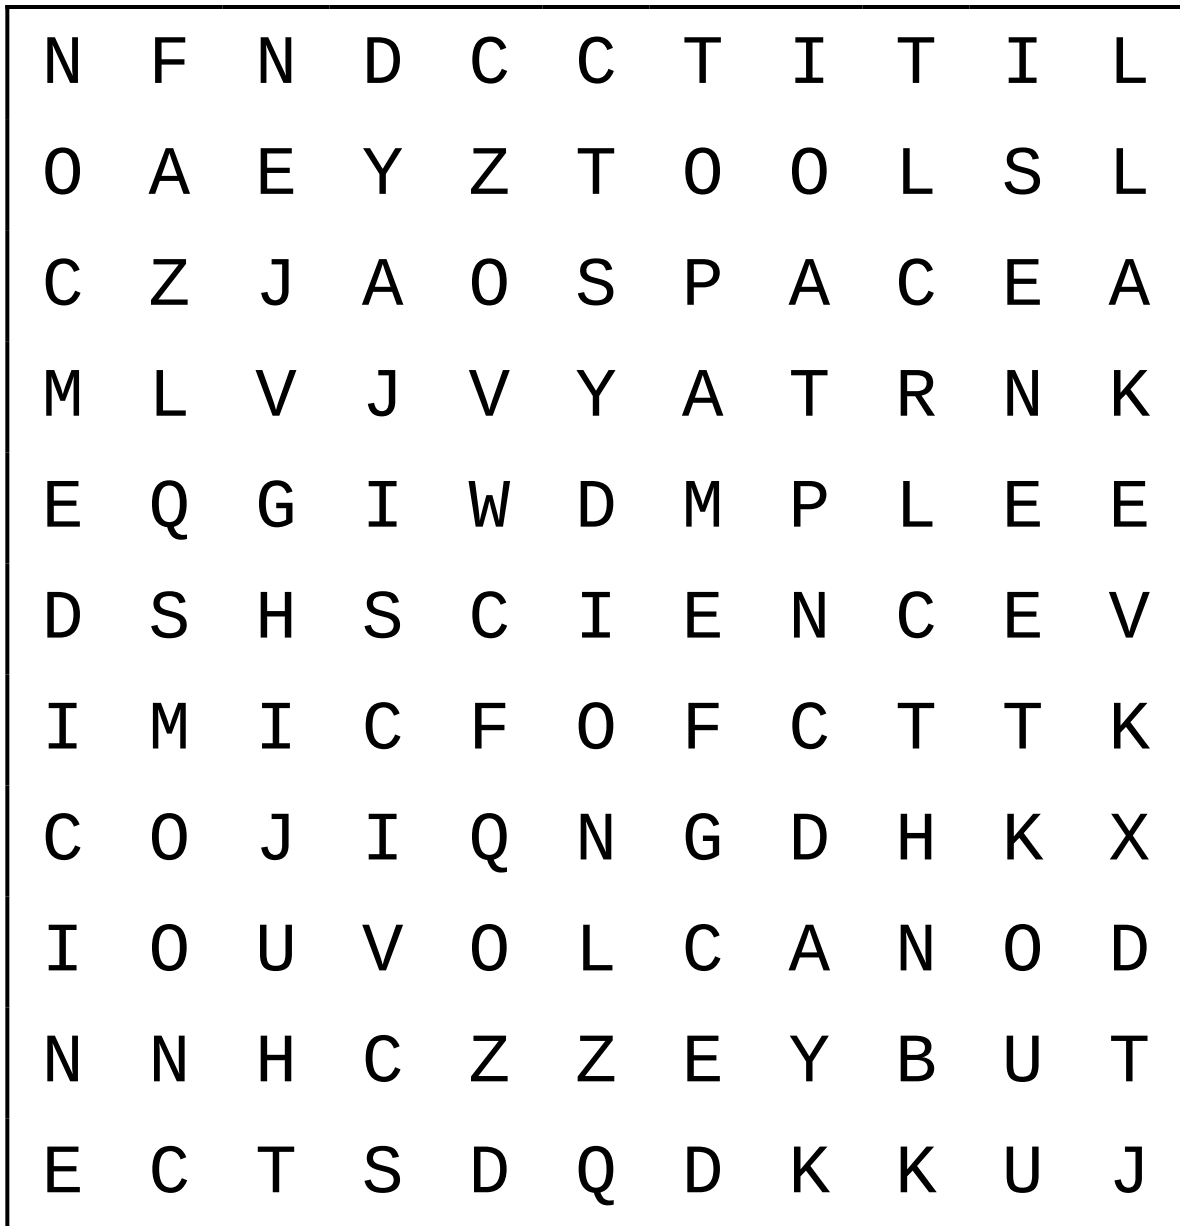 N F N D C C T I T I L
O A E Y Z T O O L S L
C Z J A O S P A C E A
M L V J V Y A T R N K
E Q G I W D M P L E E
D S H S C I E N C E V
I M I C F O F C T T K
C O J I Q N G D H K X
I O U V O L C A N O D
N N H C Z Z E Y B U T
E C T S D Q D K K U J